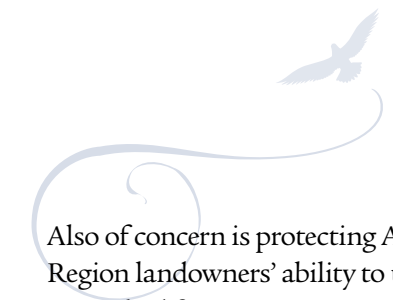 Also of concern is protecting
Region landowners’ ability to